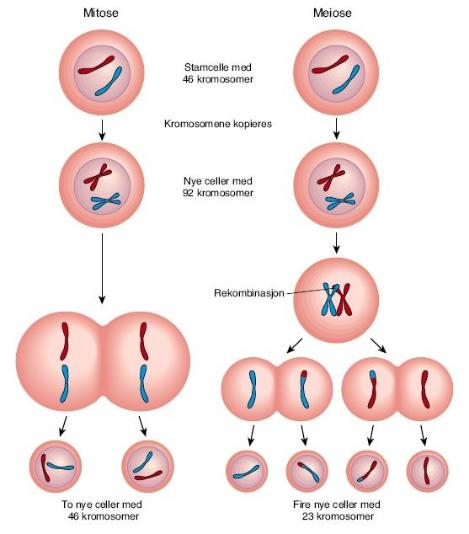 Mitose
Meiose
Stamcelle med
46 kromosomer
Kromosomene kopieres
Nye celler med
92 kromosomer
Rekombinasjon
To nye celler med
46 kromosomer
Fire nye celler med
23 kromosomer